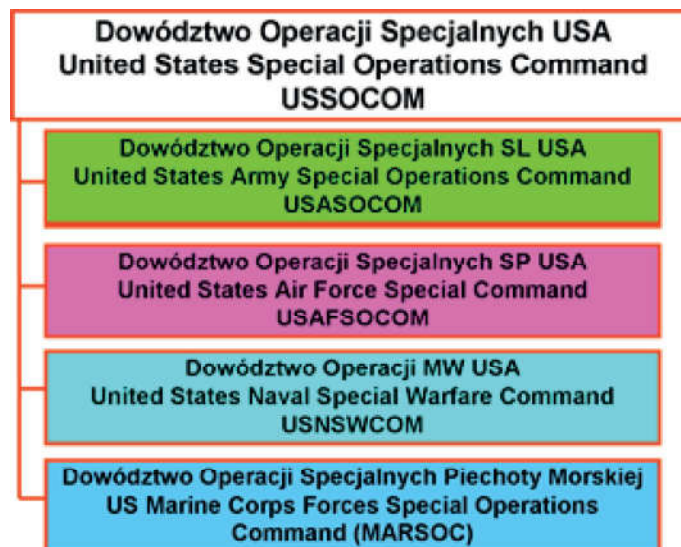 Dowództwo Operacji Specjalnych USA
United States Special Operations Command
USSOCOM
Dowództwo Operacji Specjalnych SL USA
United States Army Special Operations Command
USASOCOM
Dowództwo Operacji Specjalnych SP USA
United States Air Force Special Command
USAFSOCOM
Dowództwo Operacji MW USA
United States Naval Special Warfare Command
USNSWCOM
Dowództwo Operacji Specjalnych Piechoty Morskiej
US Marine Corps Forces Special Operations
Command (MARSOC)